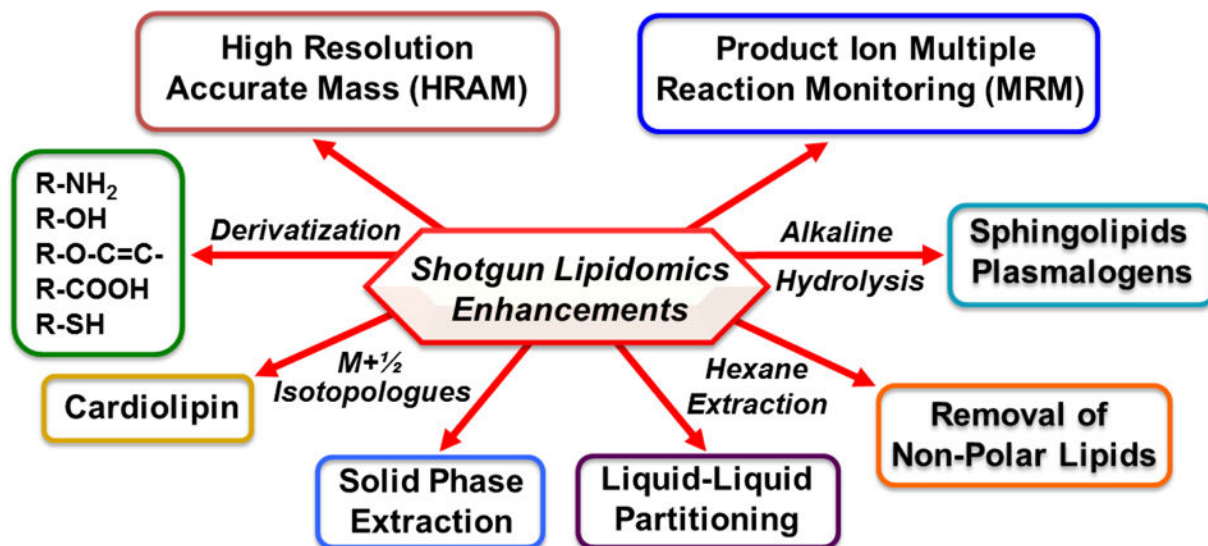 High Resolution
Accurate Mass (HRAM)
Product Ion Multiple
Reaction Monitoring (MRM)
R-NH₂
R-OH
R-O-C=C-
R-COOH
R-SH
Derivatization
Shotgun Lipidomics
Enhancements
Alkaline
Hydrolysis
Sphingolipids
Plasmalogens
Cardiolipin
M+½
Isotopologues
Hexane
Extraction
Removal of
Non-Polar Lipids
Solid Phase
Extraction
Liquid-Liquid
Partitioning